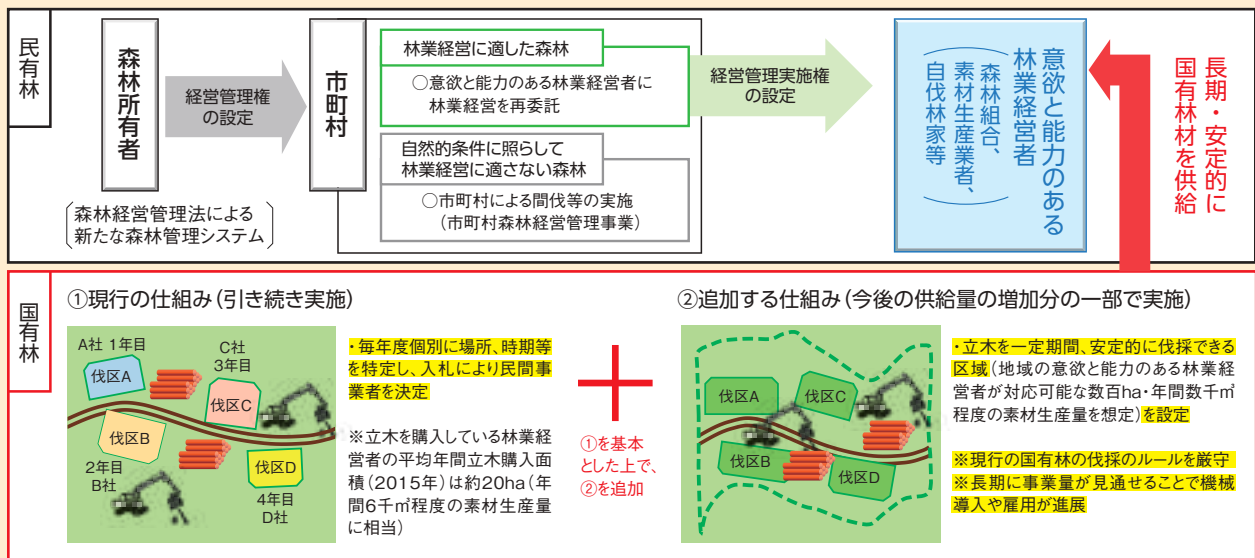 民有林
森林所有者
森林経営管理法による
新たな森林管理システム
経営管理権
の設定
市町村
林業経営に適した森林
○意欲と能力のある林業経営者に
林業経営を再委託
自然的条件に照らして
林業経営に適さない森林
○市町村による間伐等の実施
（市町村森林経営管理事業）
経営管理実施権
の設定
意欲と能力のある
林業経営者
森林組合、
素材生産業者、
自伐林家等
長期・安定的に
国有林材を供給
国有林
①現行の仕組み（引き続き実施）
A社 1年目
伐区A
C社
3年目
伐区C
伐区B
2年目
B社
伐区D
4年目
D社
・毎年度個別に場所、時期等
を特定し、入札により民間事
業者を決定
※立木を購入している林業経
営者の平均年間立木購入面
積（2015年）は約20ha（年
間6千㎥程度の素材生産量
に相当）
①を基本
とした上で、
②を追加
②追加する仕組み（今後の供給量の増加分の一部で実施）
伐区A
伐区C
伐区B
伐区D
・立木を一定期間、安定的に伐採できる
区域（地域の意欲と能力のある林業経
営者が対応可能な数百ha・年間数千㎥
程度の素材生産量を想定）を設定
※現行の国有林の伐採のルールを厳守
※長期に事業量が見通せることで機械
導入や雇用が進展